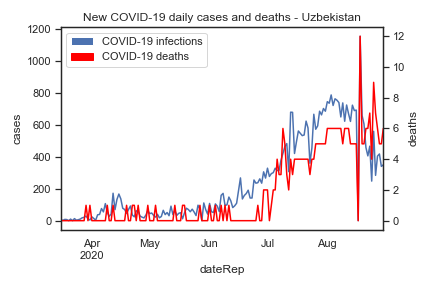 New COVID-19 daily cases and deaths - Uzbekistan
COVID-19 infections
COVID-19 deaths
1200
1000
800
600
400
200
0
cases
12
10
8
6
4
2
0
deaths
Apr
2020
May
Jun
Jul
Aug
dateRep